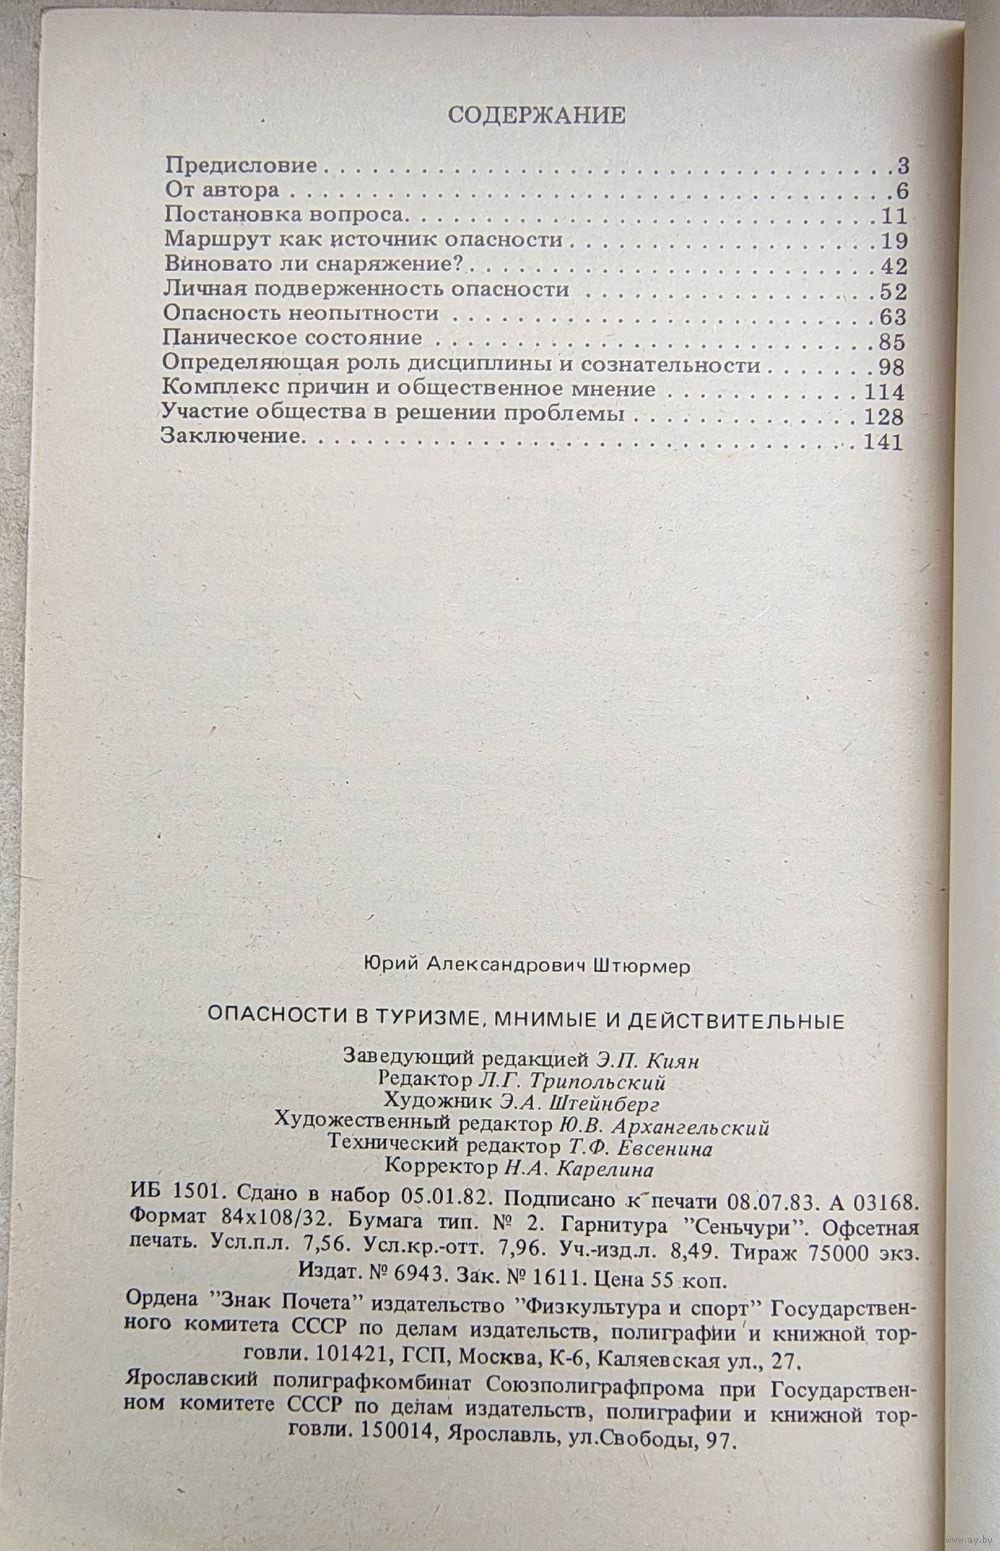 СОДЕРЖАНИЕ
Предисловие . . . . . . . . . . . . . . . . . . . . . . . . . . . . . . 3
От автора . . . . . . . . . . . . . . . . . . . . . . . . . . . . . . . . 6
Постановка вопроса. . . . . . . . . . . . . . . . . . . . . . . . . 11
Маршрут как источник опасности . . . . . . . . . . . . . . . . 19
Виновато ли снаряжение? . . . . . . . . . . . . . . . . . . . . . 42
Личная подверженность опасности . . . . . . . . . . . . . . . 52
Опасность неопытности . . . . . . . . . . . . . . . . . . . . . . 63
Паническое состояние . . . . . . . . . . . . . . . . . . . . . . . 85
Определяющая роль дисциплины и сознательности . . . . . . 98
Комплекс причин и общественное мнение . . . . . . . . . . 114
Участие общества в решении проблемы . . . . . . . . . . . . 128
Заключение. . . . . . . . . . . . . . . . . . . . . . . . . . . . . 141
Юрий Александрович Штюрмер
ОПАСНОСТИ В ТУРИЗМЕ, МНИМЫЕ И ДЕЙСТВИТЕЛЬНЫЕ
Заведующий редакцией Э.П. Киян
Редактор Л.Г. Трипольский
Художник Э.А. Штейнберг
Художественный редактор Ю.В. Архангельский
Технический редактор Т.Ф. Евсенина
Корректор Н.А. Карелина
ИБ 1501. Сдано в набор 05.01.82. Подписано к печати 08.07.83. А 03168.
Формат 84х108/32. Бумага тип. № 2. Гарнитура "Сеньчури". Офсетная
печать. Усл.п.л. 7,56. Усл.кр.-отт. 7,96. Уч.-изд.л. 8,49. Тираж 75000 экз.
Издат. № 6943. Зак. № 1611. Цена 55 коп.
Ордена "Знак Почета" издательство "Физкультура и спорт" Государствен-
ного комитета СССР по делам издательств, полиграфии и книжной тор-
говли. 101421, ГСП, Москва, К-6, Каляевская ул., 27.
Ярославский полиграфкомбинат Союзполиграфпрома при Государствен-
ном комитете СССР по делам издательств, полиграфии и книжной тор-
говли. 150014, Ярославль, ул.Свободы, 97.
www.ay.by